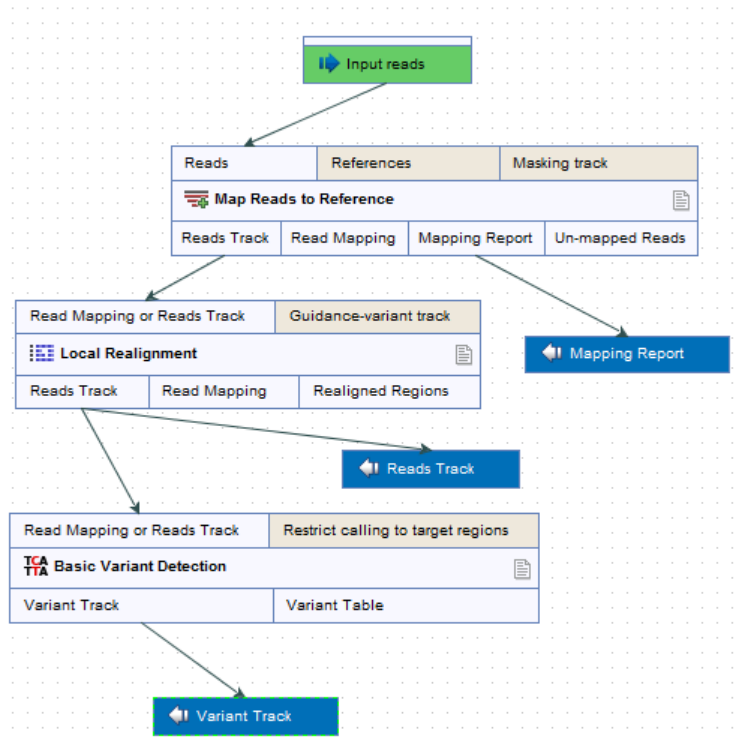 Input reads
Reads References Masking track
Map Reads to Reference
Reads Track Read Mapping Mapping Report Un-mapped Reads
Read Mapping or Reads Track Guidance-variant track
Local Realignment
Mapping Report
Reads Track Read Mapping Realigned Regions
Reads Track
Read Mapping or Reads Track Restrict calling to target regions
TCA
TTA Basic Variant Detection
Variant Track Variant Table
Variant Track